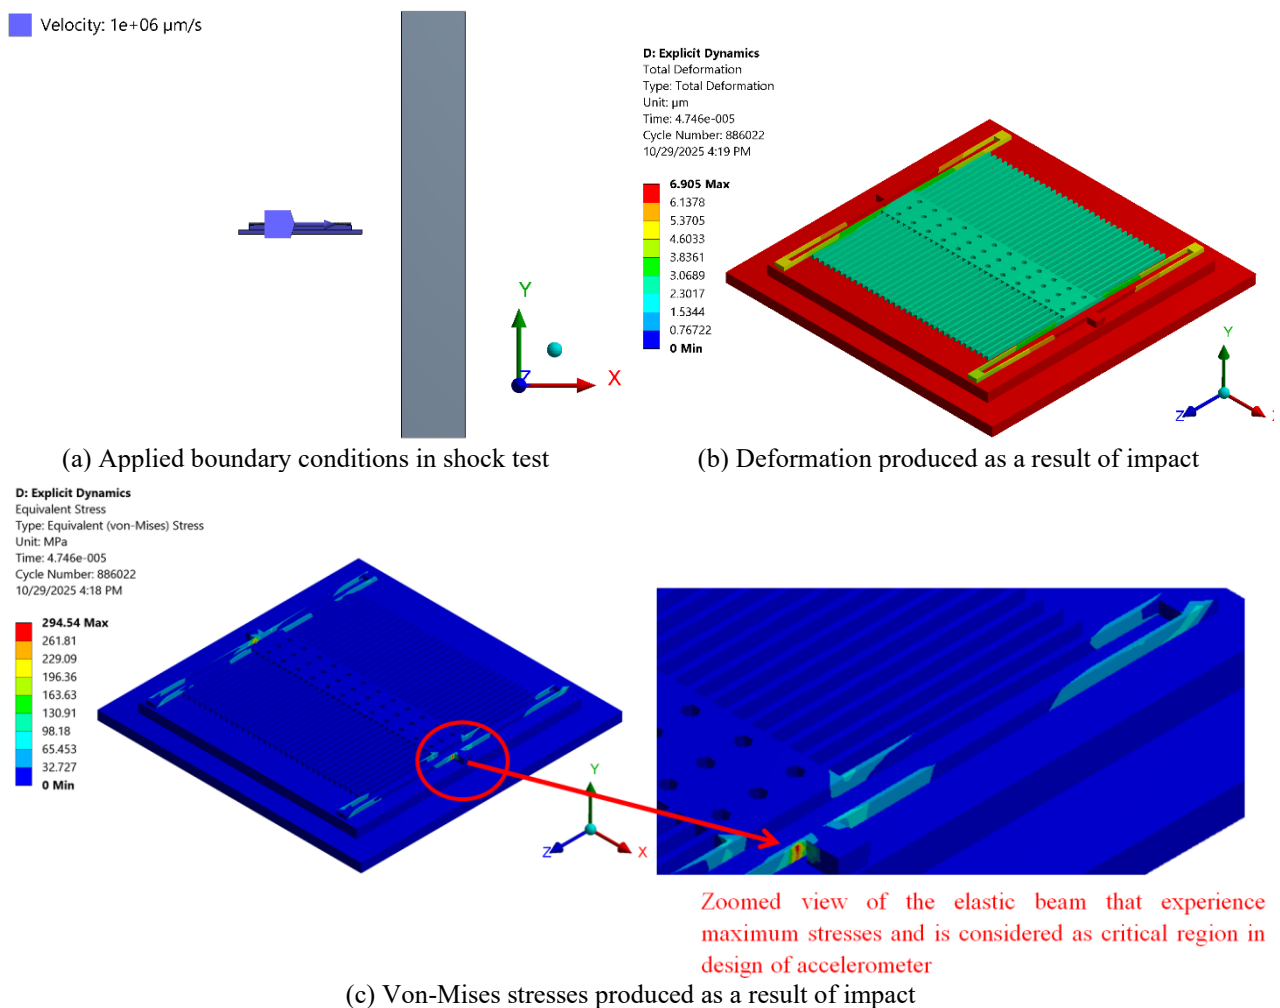 Velocity: 1e+06 µm/s
Y
Z
X
(a) Applied boundary conditions in shock test
D: Explicit Dynamics
Total Deformation
Type: Total Deformation
Unit: µm
Time: 4.746e-005
Cycle Number: 886022
10/29/2025 4:19 PM
6.905 Max
6.1378
5.3705
4.6033
3.8361
3.0689
2.3017
1.5344
0.76722
0 Min
Y
Z
(b) Deformation produced as a result of impact
D: Explicit Dynamics
Equivalent Stress
Type: Equivalent (von-Mises) Stress
Unit: MPa
Time: 4.746e-005
Cycle Number: 886022
10/29/2025 4:18 PM
294.54 Max
261.81
229.09
196.36
163.63
130.91
98.18
65.453
32.727
0 Min
Y
Z
X
Zoomed view of the elastic beam that experience
maximum stresses and is considered as critical region in
design of accelerometer
(c) Von-Mises stresses produced as a result of impact